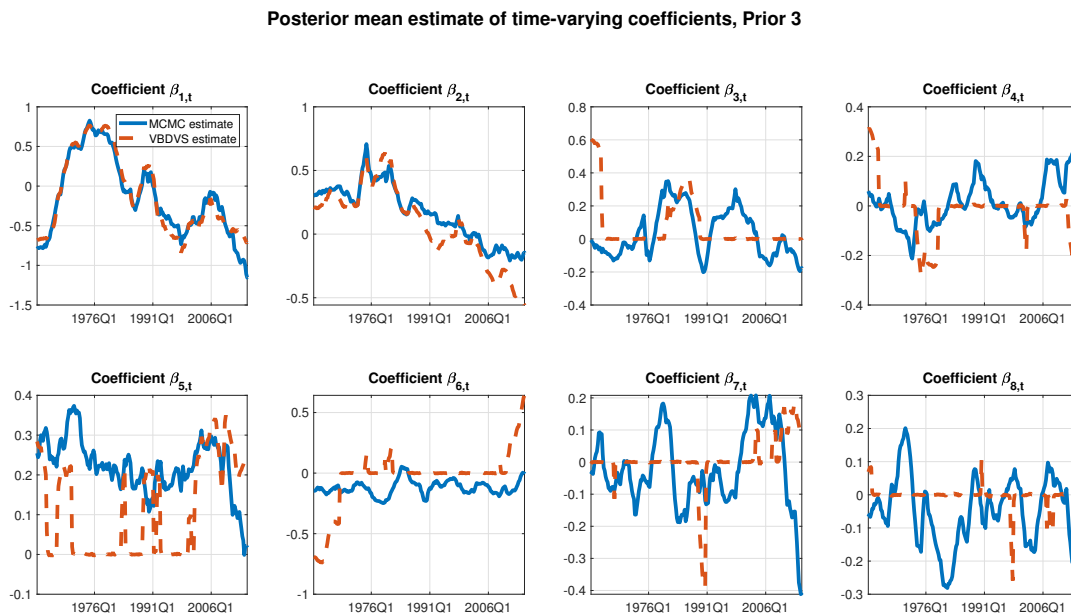 Posterior mean estimate of time-varying coefficients, Prior 3
Coefficient β1,t
Coefficient β2,t
Coefficient β3,t
Coefficient β4,t
1
0.5
0
-0.5
-1
-1.5
MCMC estimate
VBDVS estimate
1976Q1 1991Q1 2006Q1
1
0.5
0
-0.5
1976Q1 1991Q1 2006Q1
0.8
0.6
0.4
0.2
0
-0.2
-0.4
1976Q1 1991Q1 2006Q1
0.4
0.2
0
-0.2
-0.4
1976Q1 1991Q1 2006Q1
Coefficient β5,t
Coefficient β6,t
Coefficient β7,t
Coefficient β8,t
0.4
0.3
0.2
0.1
0
-0.1
1976Q1 1991Q1 2006Q1
0.5
0
-0.5
-1
1976Q1 1991Q1 2006Q1
0.2
0.1
0
-0.1
-0.2
-0.3
-0.4
1976Q1 1991Q1 2006Q1
0.3
0.2
0.1
0
-0.1
-0.2
-0.3
1976Q1 1991Q1 2006Q1